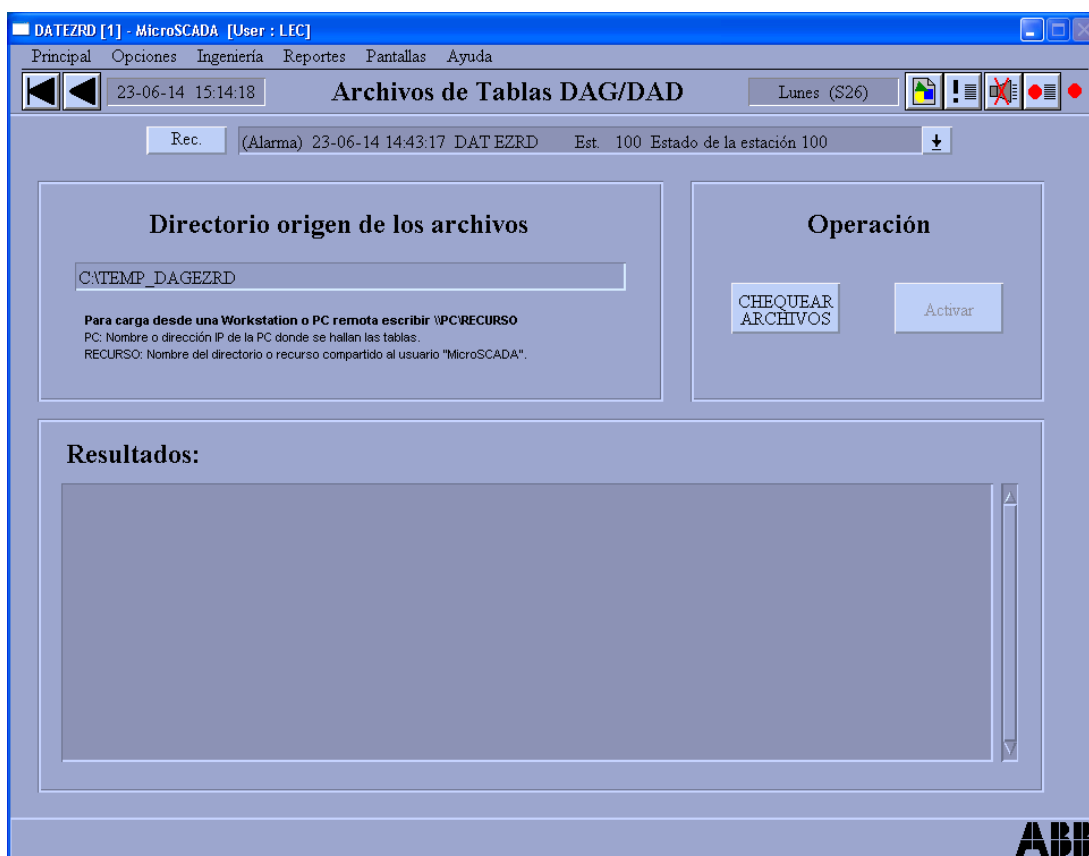 DATEZRD [1] - MicroSCADA [User : LEC]
Principal Opciones Ingeniería Reportes Pantallas Ayuda
23-06-14 15:14:18 Archivos de Tablas DAG/DAD Lunes (S26)
Rec. (Alarma) 23-06-14 14:43:17 DAT EZRD Est. 100 Estado de la estación 100
Directorio origen de los archivos
C:\TEMP_DAGEZRD
Para carga desde una Workstation o PC remota escribir \\PC\RECURSO
PC: Nombre o dirección IP de la PC donde se hallan las tablas.
RECURSO: Nombre del directorio o recurso compartido al usuario "MicroSCADA".
Operación
CHEQUEAR
ARCHIVOS
Activar
Resultados:
ABB